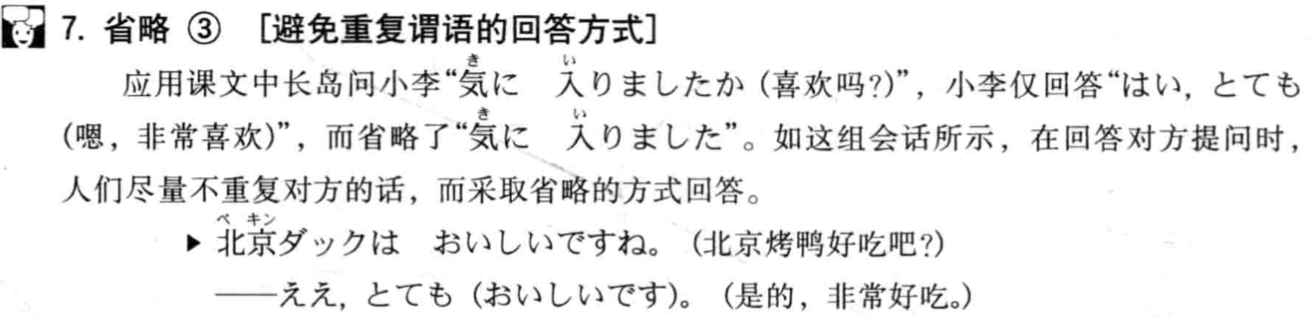 7. 省略 ③ ［避免重复谓语的回答方式］
き い
应用课文中长岛问小李“気に 入りましたか (喜欢吗?)”，小李仅回答“はい, とても
き い
(嗯，非常喜欢)”，而省略了“気に 入りました”。如这组会话所示，在回答对方提问时，
人们尽量不重复对方的话，而采取省略的方式回答。
ペ キン
▶ 北京ダックは おいしいですね。 (北京烤鸭好吃吧?)
——ええ, とても (おいしいです)。 (是的，非常好吃。)